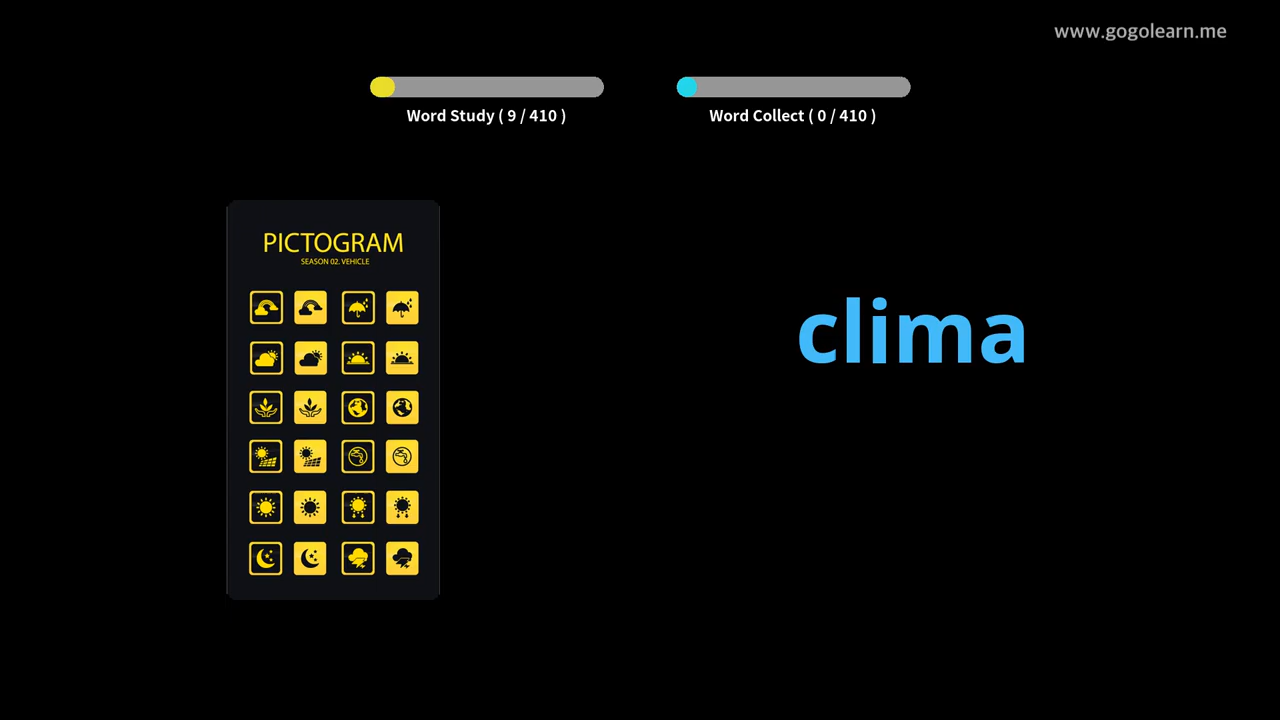 www.gogolearn.me
Word Study ( 9 / 410 )
Word Collect ( 0 / 410 )
PICTOGRAM
SEASON 02. VEHICLE
clima